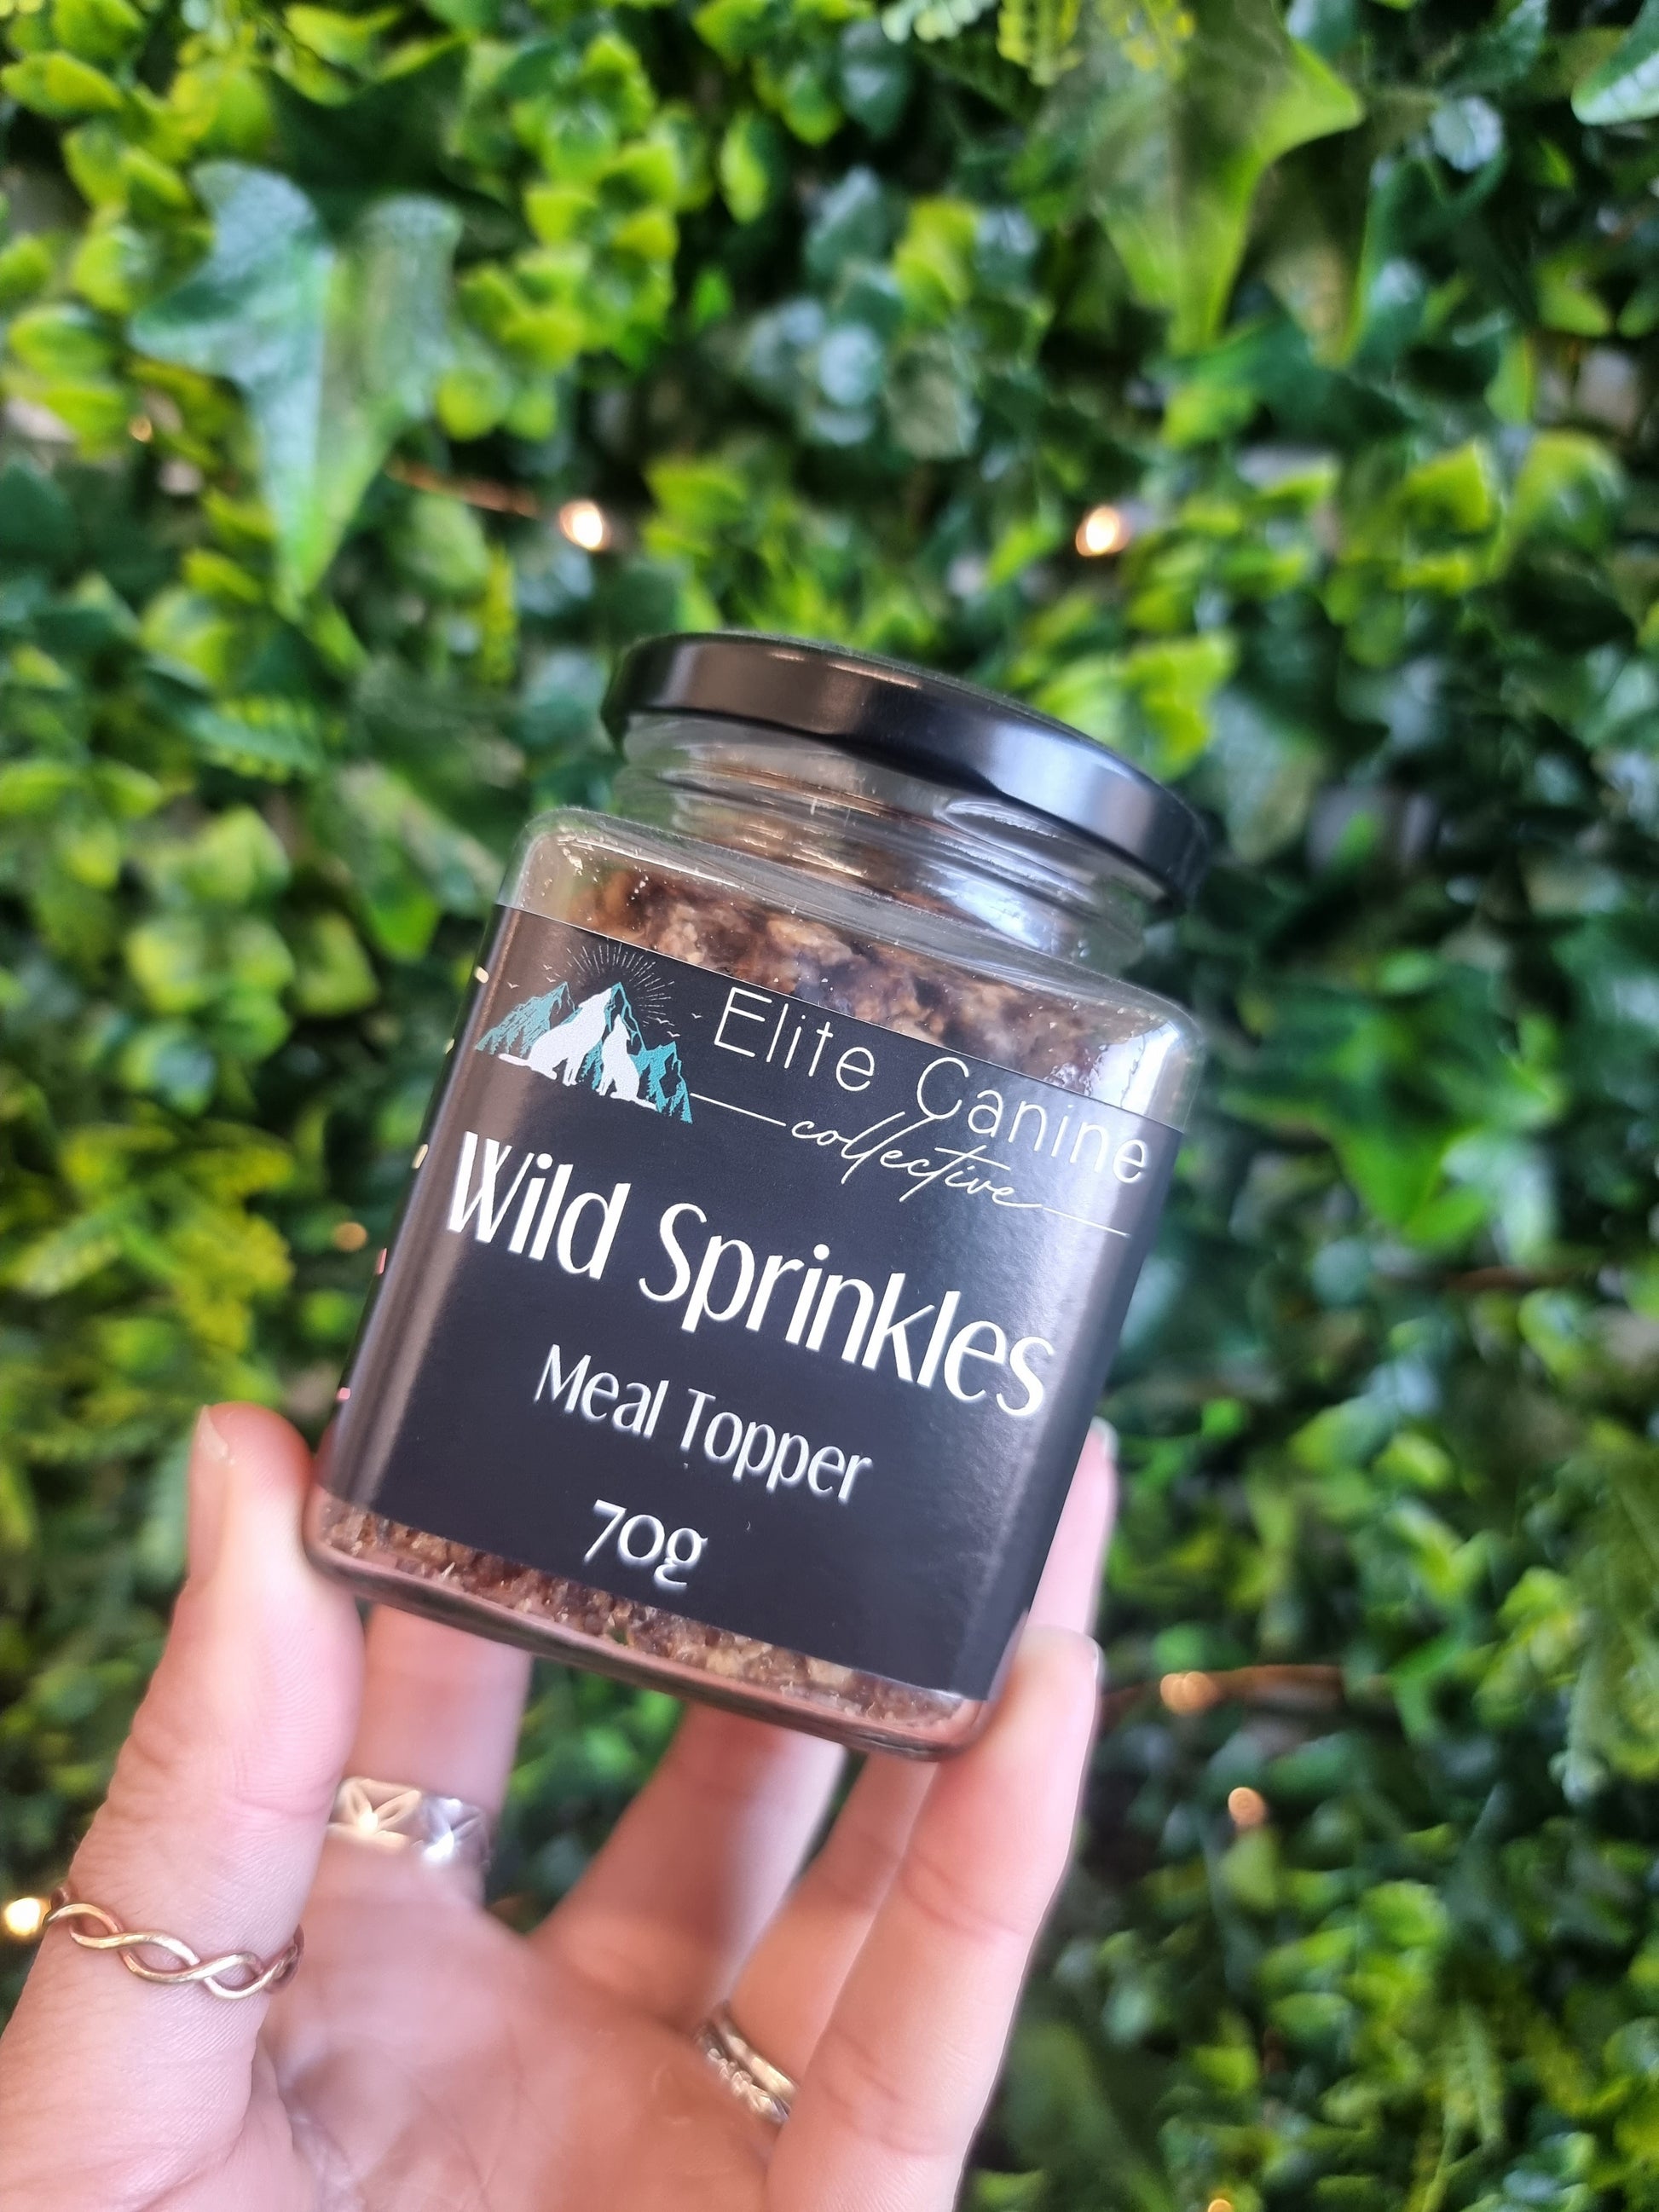 Elite Canine
collective
Wild Sprinkles
Meal Topper
70g